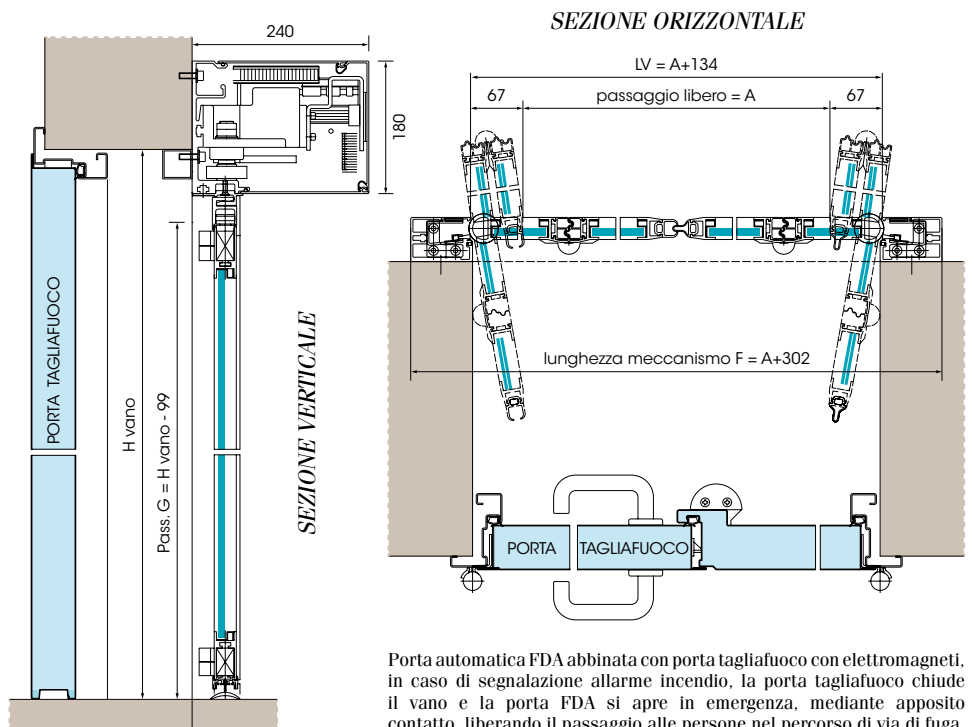 SEZIONE ORIZZONTALE
240
LV = A+134
67
passaggio libero = A
67
180
PORTA TAGLIAFUOCO
H vano
Pass. G = H vano - 99
SEZIONE VERTICALE
lunghezza meccanismo F = A+302
PORTA
TAGLIAFUOCO
Porta automatica FDA abbinata con porta tagliafuoco con elettromagneti,
in caso di segnalazione allarme incendio, la porta tagliafuoco chiude
il vano e la porta FDA si apre in emergenza, mediante apposito
contatto, liberando il passaggio alle persone nel percorso di via di fuga.